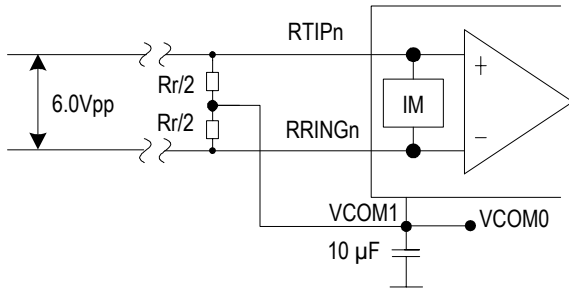 RTIPn
Rr/2
6.0Vpp
IM
Rr/2
RRINGn
VCOM1
VCOM0
10 µF